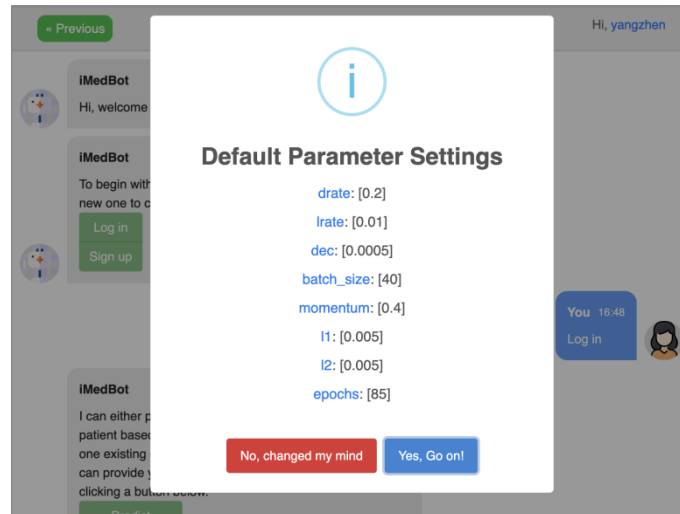 « Previous
Hi, yangzhen
iMedBot
Hi, welcome
iMedBot
To begin with
new one to c
Log in
Sign up
i
Default Parameter Settings
drate: [0.2]
lrate: [0.01]
dec: [0.0005]
batch_size: [40]
momentum: [0.4]
l1: [0.005]
l2: [0.005]
epochs: [85]
No, changed my mind
Yes, Go on!
You 16:48
Log in
iMedBot
I can either p
patient based
one existing
can provide y
clicking a button below.
Predict